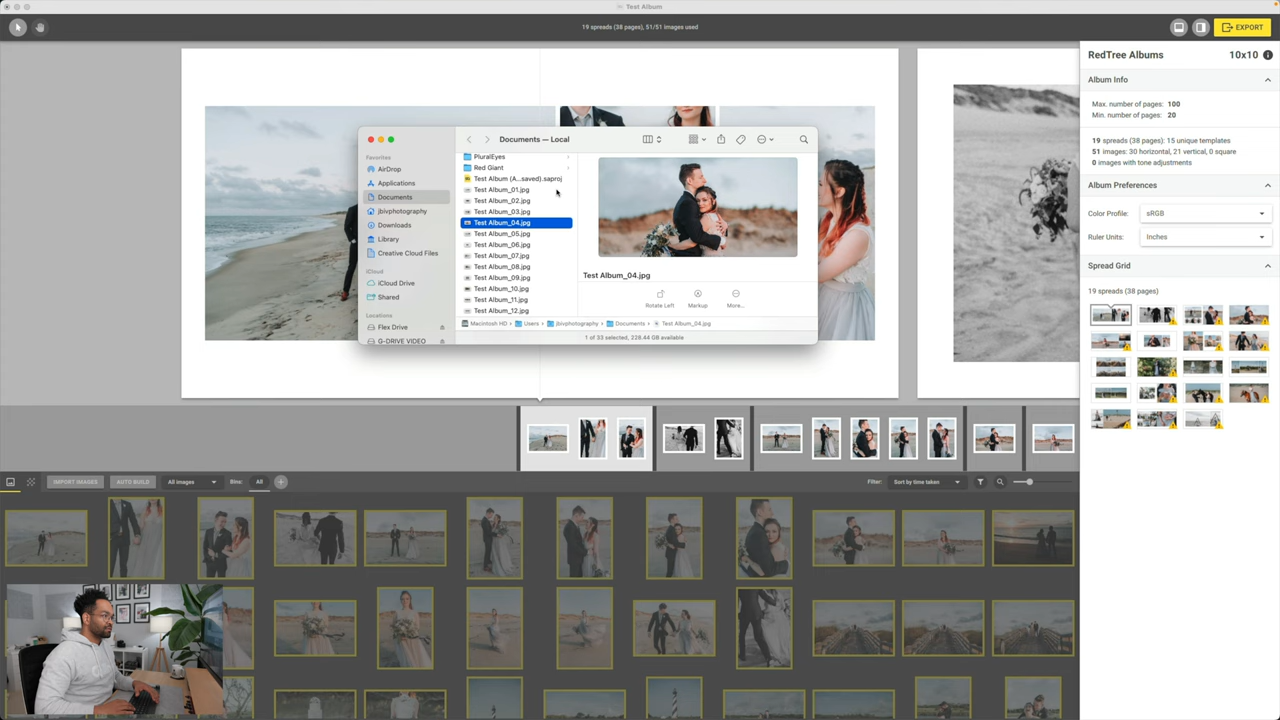 Test Album
19 spreads (38 pages), 51/51 images used
EXPORT
RedTree Albums
10x10
Album Info
Max. number of pages: 100
Min. number of pages: 20
19 spreads (38 pages): 15 unique templates
51 images: 30 horizontal, 21 vertical, 0 square
0 images with tone adjustments
Album Preferences
Color Profile:
sRGB
Ruler Units:
Inches
Spread Grid
19 spreads (38 pages)
Documents — Local
Favorites
AirDrop
Applications
Documents
jbivphotography
Downloads
Library
Creative Cloud Files
iCloud
iCloud Drive
Shared
Locations
Flex Drive
G-DRIVE VIDEO
PluralEyes
Red Giant
Test Album (A...saved).saproj
Test Album_01.jpg
Test Album_02.jpg
Test Album_03.jpg
Test Album_04.jpg
Test Album_05.jpg
Test Album_06.jpg
Test Album_07.jpg
Test Album_08.jpg
Test Album_09.jpg
Test Album_10.jpg
Test Album_11.jpg
Test Album_12.jpg
Test Album_04.jpg
Rotate Left
Markup
More...
Macintosh HD › Users › jbivphotography › Documents › Test Album_04.jpg
1 of 33 selected, 228.44 GB available
IMPORT IMAGES
AUTO BUILD
All images
Bins:
All
Filter:
Sort by time taken